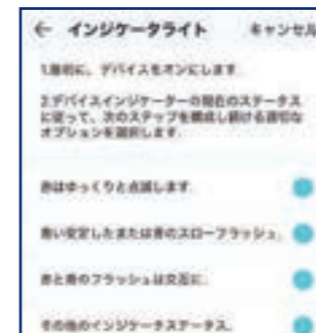 ← インジケータライト キャンセル
1.最初に、デバイスをオンにします
2.デバイスインジケーターの現在のステータス
に従って、次のステップを構成し続ける適切な
オプションを選択します。
赤はゆっくりと点滅します
青い安定したまたは青のスローフラッシュ、
赤と青のフラッシュは交互に、
その他のインジケータステータス、